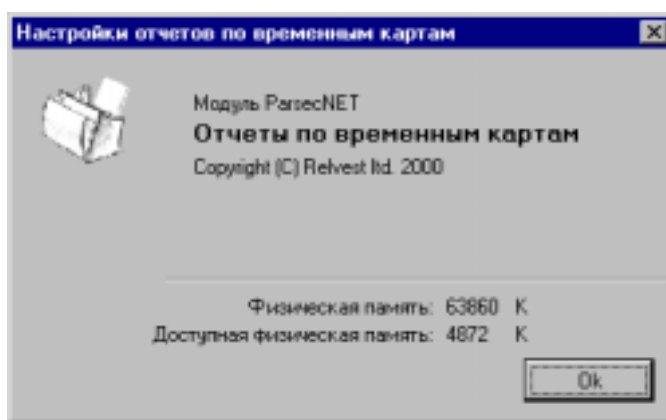 Настройки отчетов по временным картам
Модуль ParsecNET
Отчеты по временным картам
Copyright (C) Relvest ltd. 2000
Физическая память: 63860 K
Доступная физическая память: 4872 K
Ok